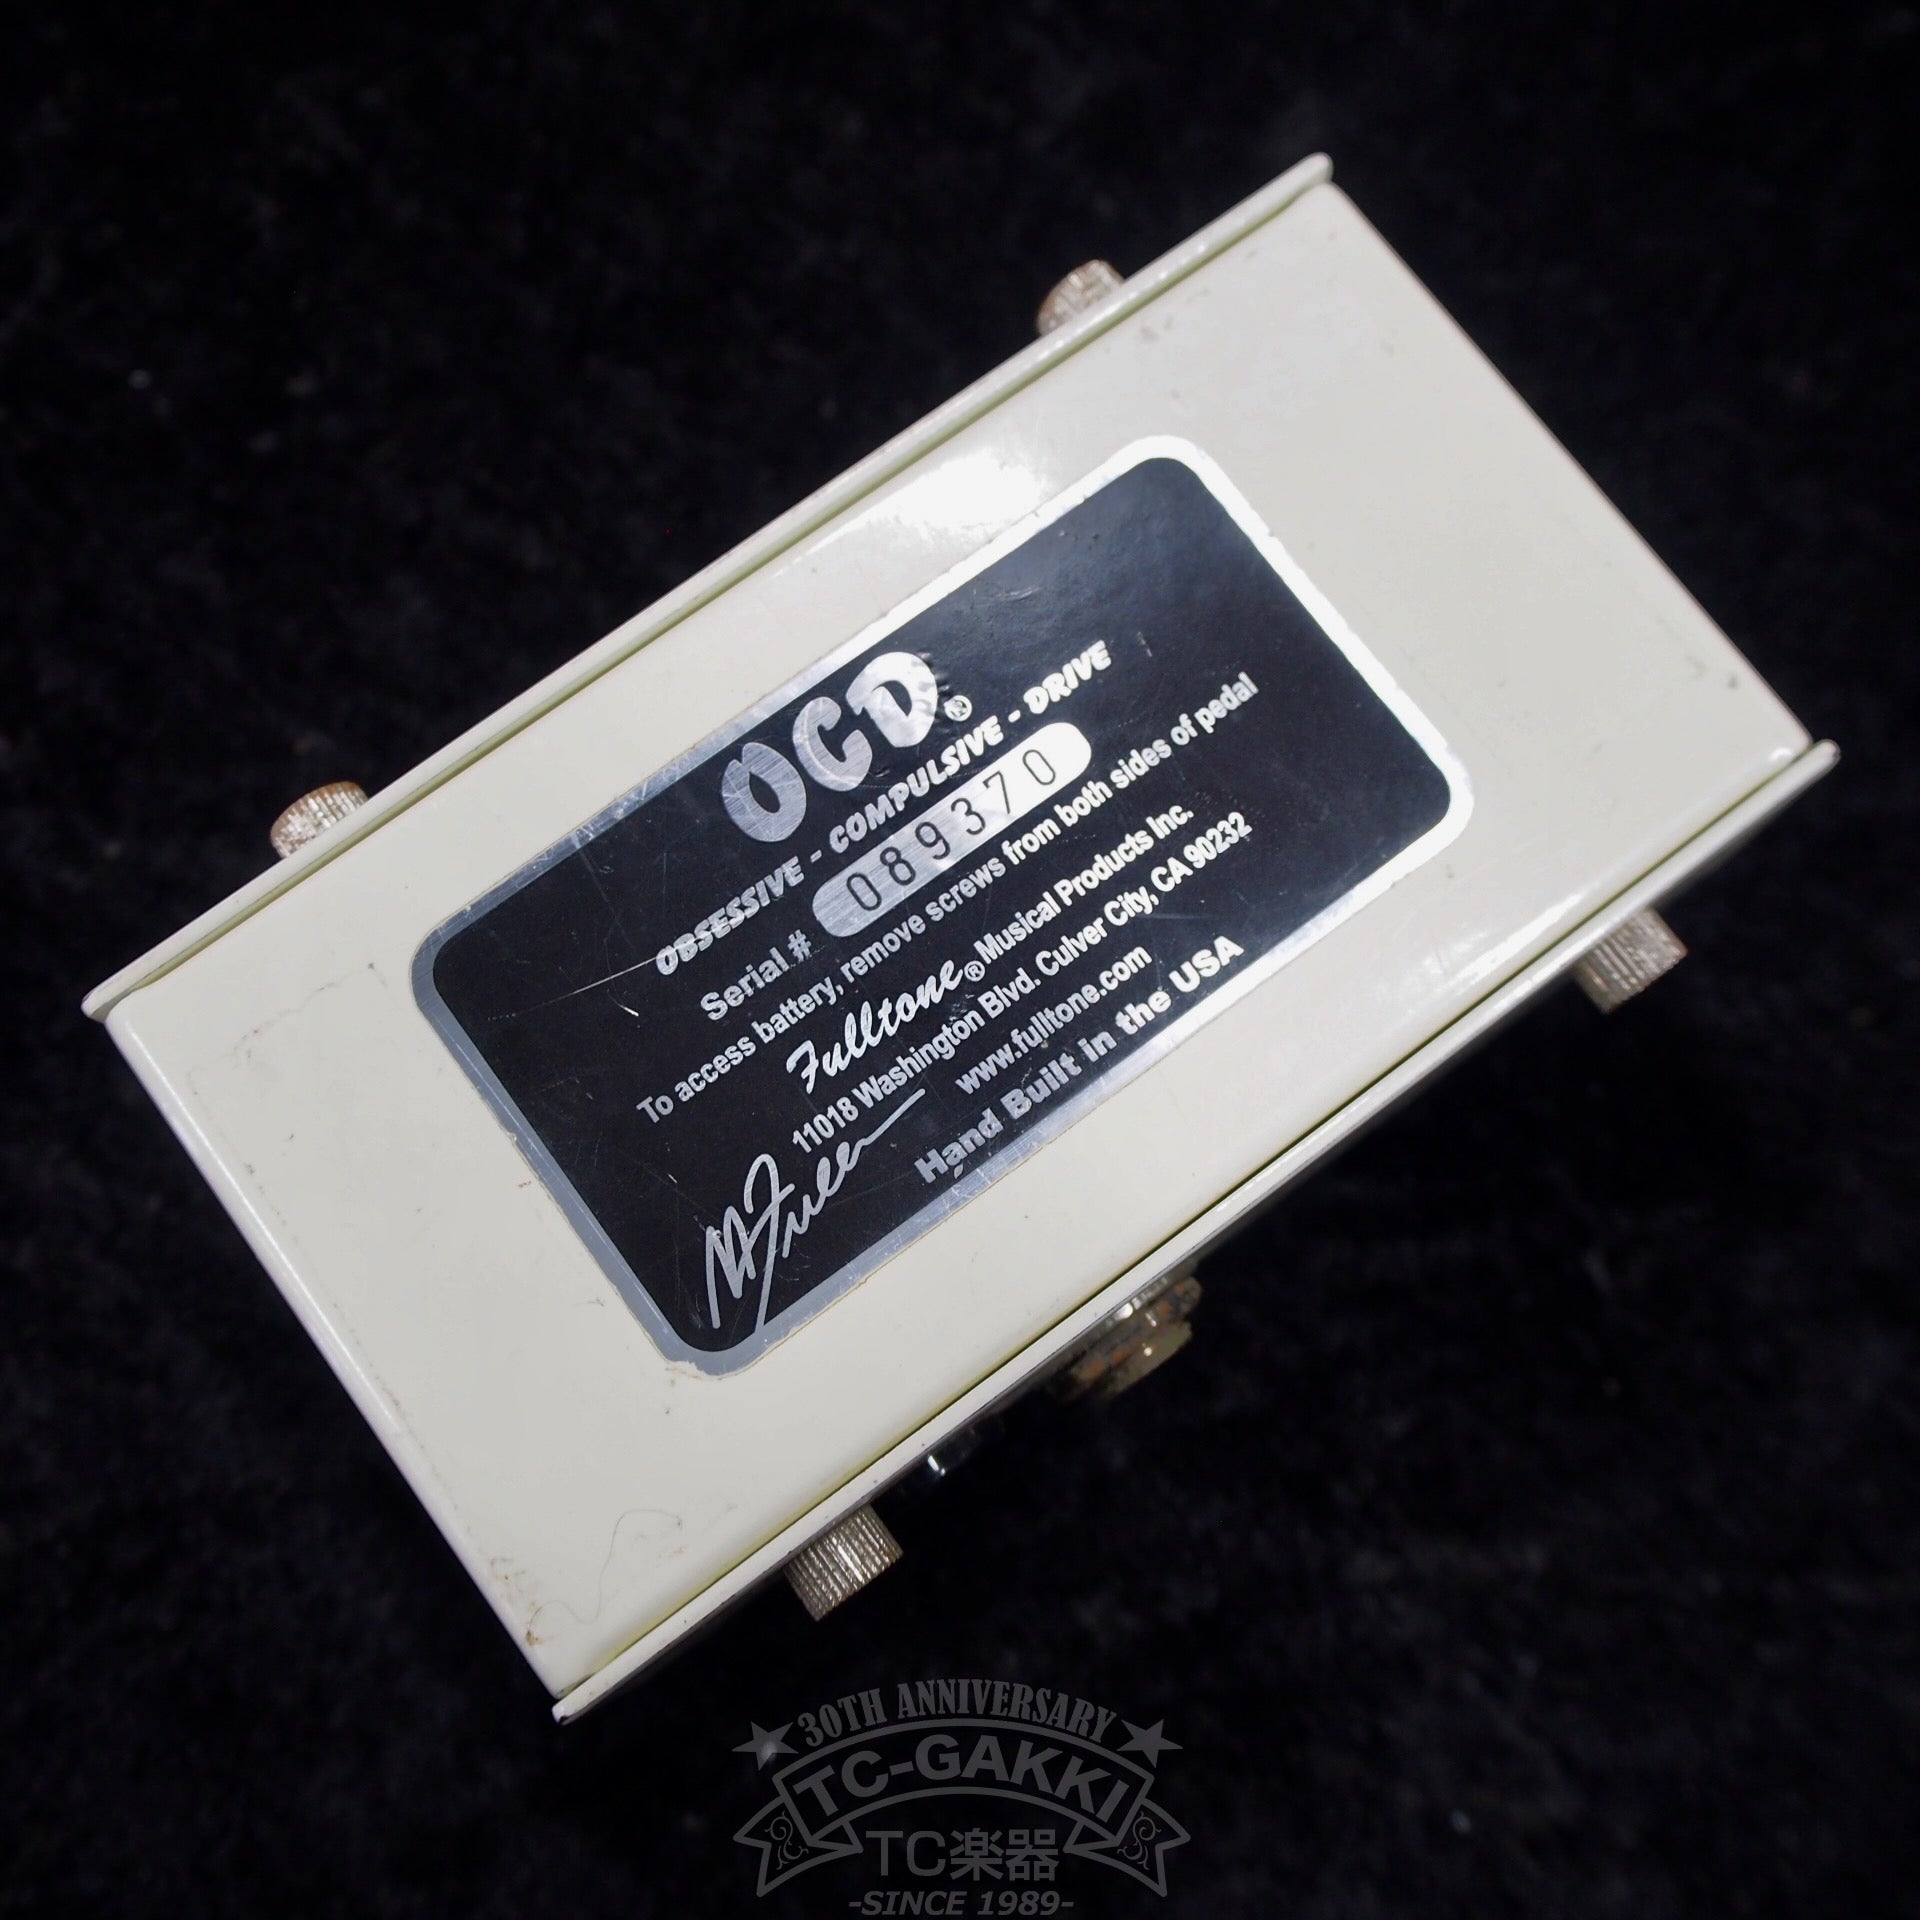 OCD®
OBSESSIVE - COMPULSIVE - DRIVE
Serial # 089370
To access battery, remove screws from both sides of pedal
Fulltone® Musical Products Inc.
11018 Washington Blvd. Culver City, CA 90232
www.fulltone.com
Hand Built in the USA
M Fuller
30TH ANNIVERSARY
TC-GAKKI
TC楽器
-SINCE 1989-